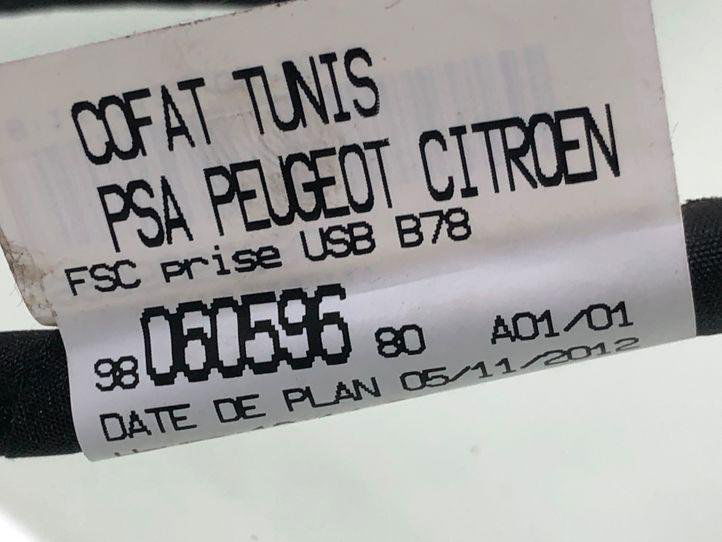 COFAT TUNIS
PSA PEUGEOT CITROEN
FSC prise USB B78
98 060596 80 A01/01
DATE DE PLAN 05/11/2012